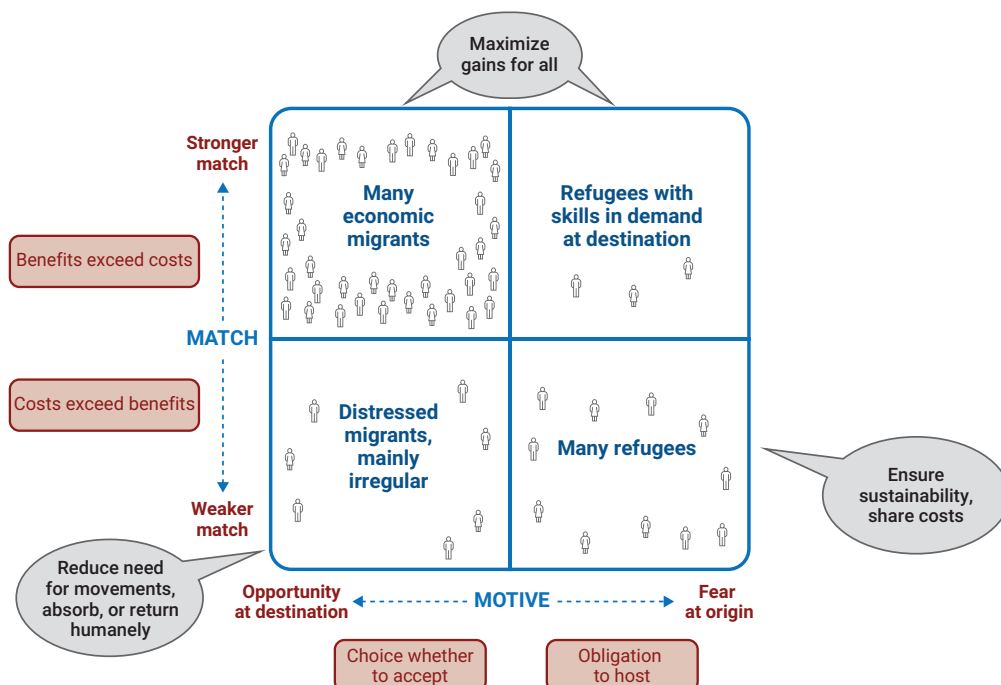 Maximize
gains for all
Stronger
match
Many
economic
migrants
Refugees with
skills in demand
at destination
Benefits exceed costs
MATCH
Costs exceed benefits
Distressed
migrants,
mainly
irregular
Many refugees
Weaker
match
Ensure
sustainability,
share costs
Reduce need
for movements,
absorb, or return
humanely
Opportunity
at destination
MOTIVE
Fear
at origin
Choice whether
to accept
Obligation
to host